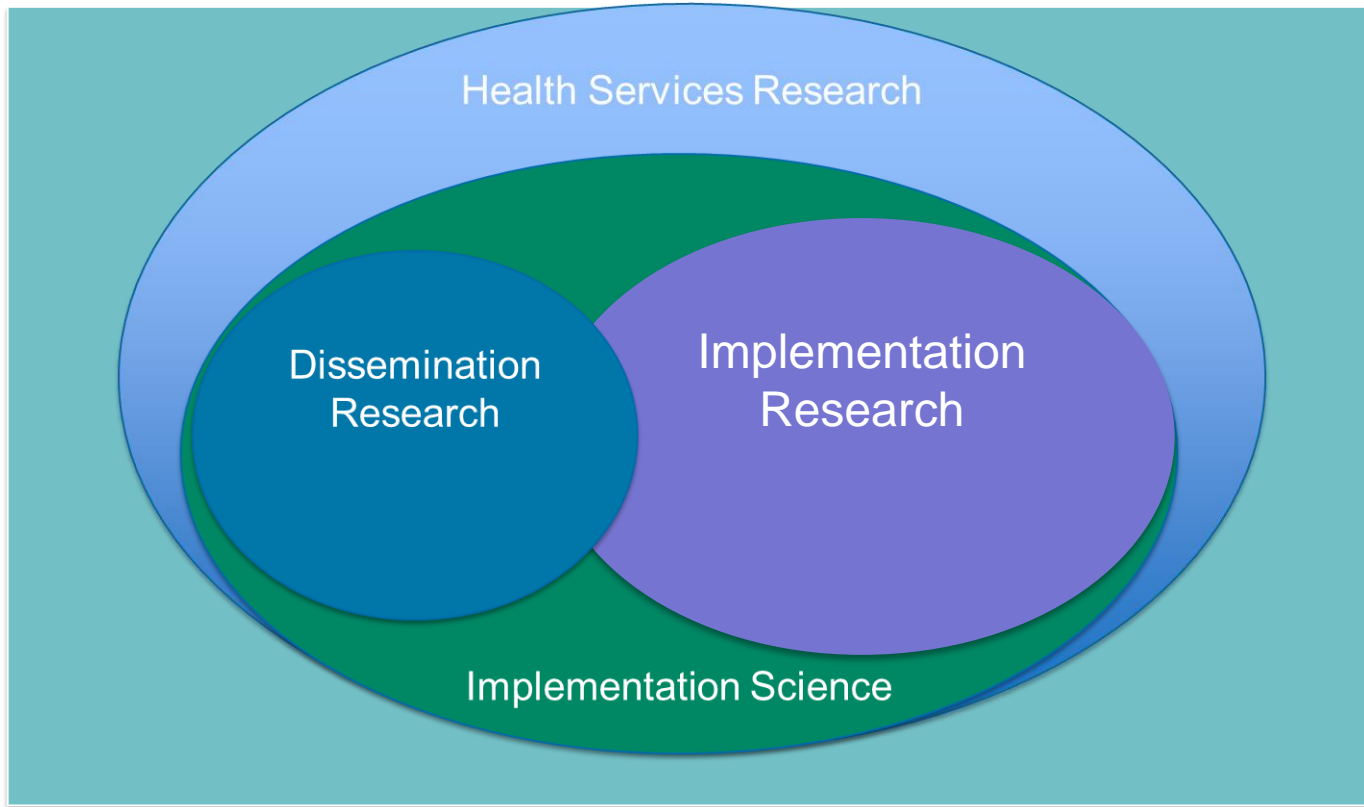 Health Services Research
Dissemination
Research
Implementation
Research
Implementation Science